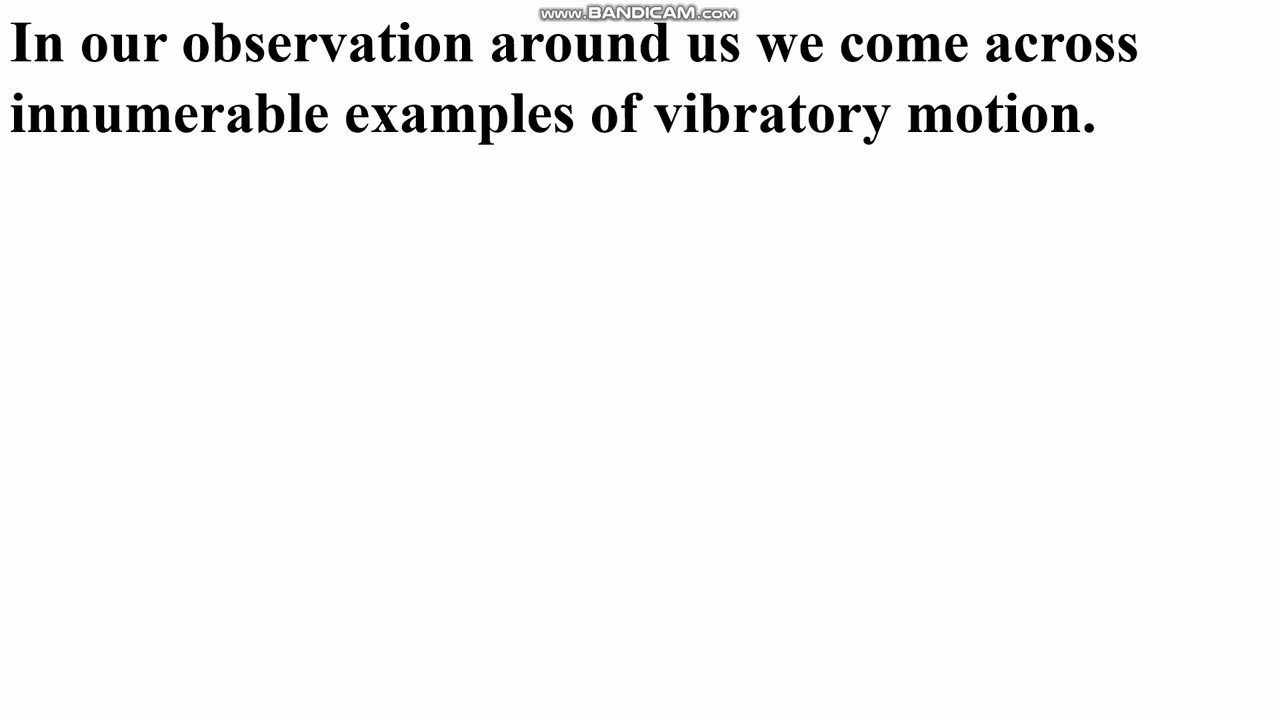 www.BANDICAM.com
In our observation around us we come across
innumerable examples of vibratory motion.